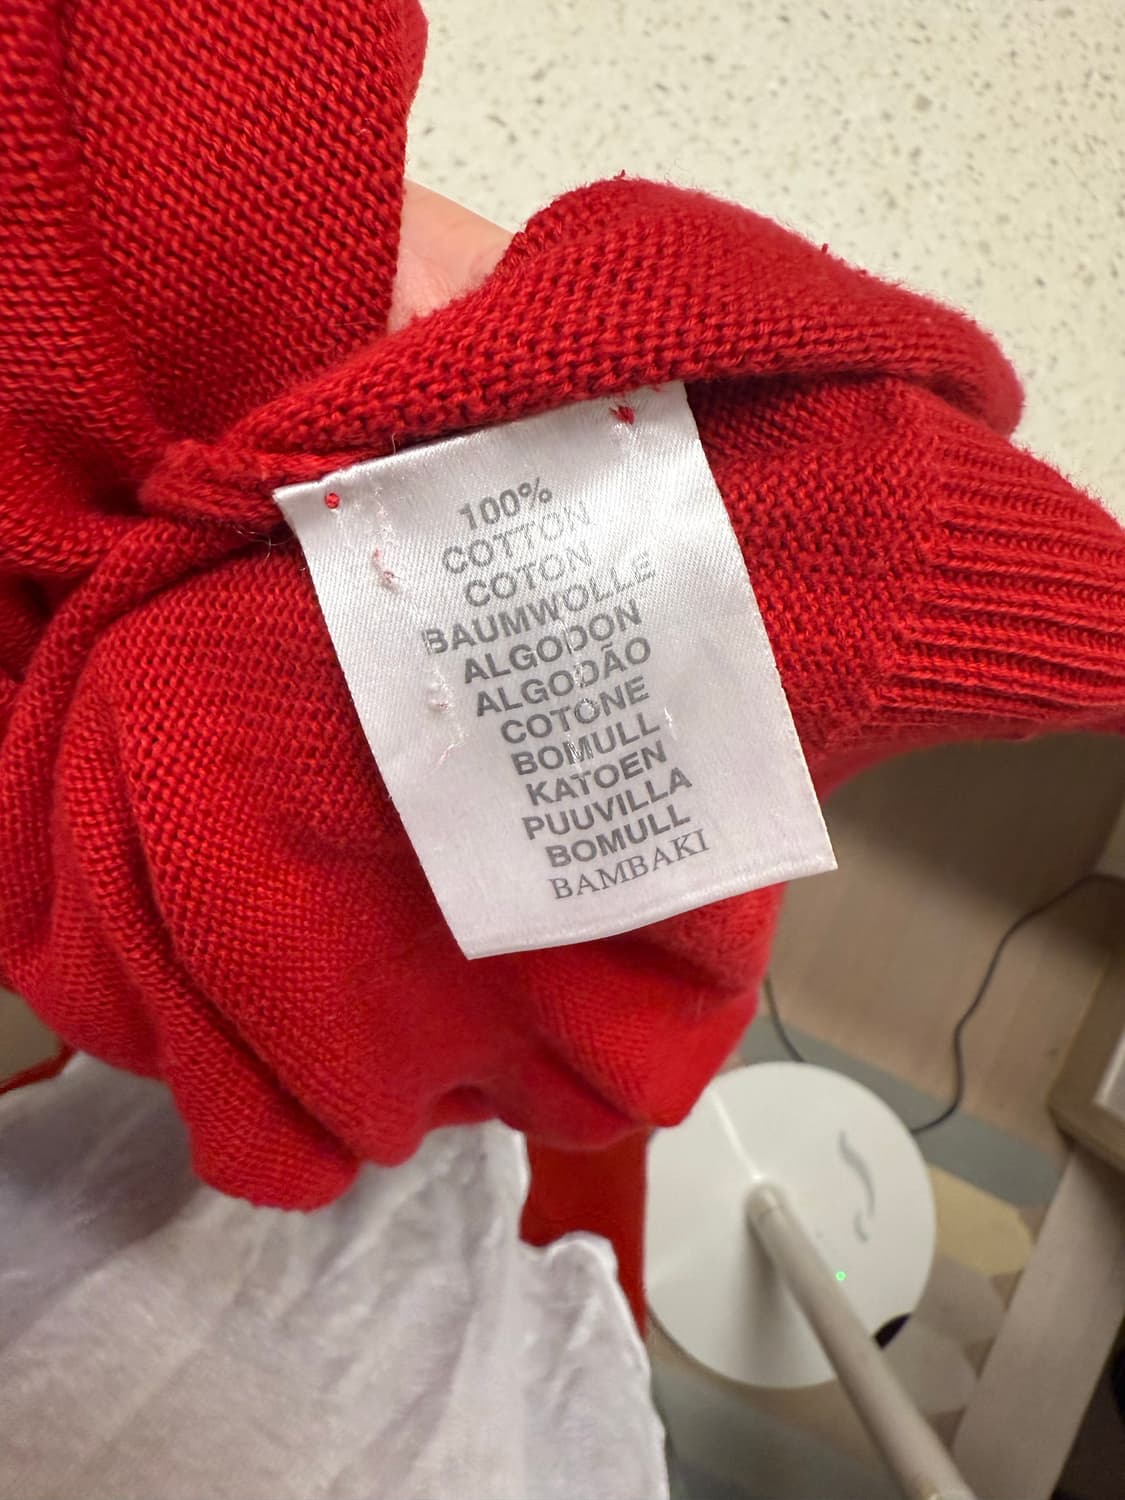 100%
COTTON
COTON
BAUMWOLLE
ALGODON
ALGODÃO
COTONE
BOMULL
KATOEN
PUUVILLA
BOMULL
BAMBAKI